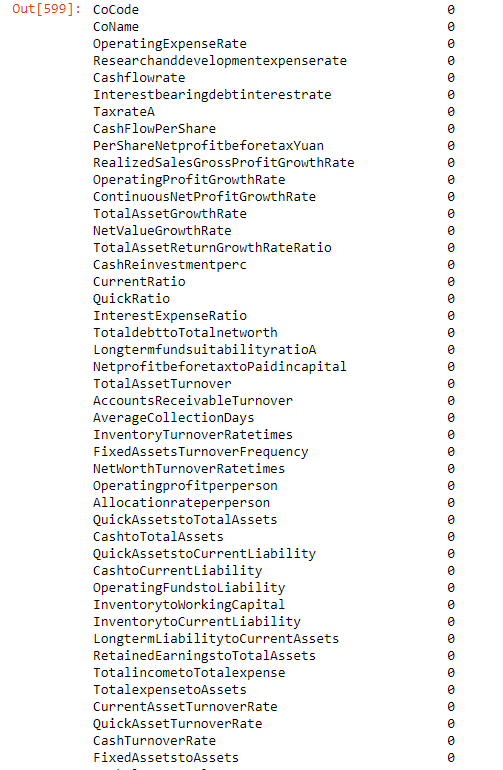 Out[599]: CoCode 0
CoName 0
OperatingExpenseRate 0
Researchanddevelopmentexpenserate 0
Cashflowrate 0
Interestbearingdebtinterestrate 0
TaxrateA 0
CashFlowPerShare 0
PerShareNetprofitbeforetaxYuan 0
RealizedSalesGrossProfitGrowthRate 0
OperatingProfitGrowthRate 0
ContinuousNetProfitGrowthRate 0
TotalAssetGrowthRate 0
NetValueGrowthRate 0
TotalAssetReturnGrowthRateRatio 0
CashReinvestmentperc 0
CurrentRatio 0
QuickRatio 0
InterestExpenseRatio 0
TotaldebttoTotalnetworth 0
LongtermfundsuitabilityratioA 0
NetprofitbeforetaxtoPaidincapital 0
TotalAssetTurnover 0
AccountsReceivableTurnover 0
AverageCollectionDays 0
InventoryTurnoverRatetimes 0
FixedAssetsTurnoverFrequency 0
NetWorthTurnoverRatetimes 0
Operatingprofitperperson 0
Allocationrateperperson 0
QuickAssetstoTotalAssets 0
CashtoTotalAssets 0
QuickAssetstoCurrentLiability 0
CashtoCurrentLiability 0
OperatingFundstoLiability 0
InventorytoWorkingCapital 0
InventorytoCurrentLiability 0
LongtermLiabilitytoCurrentAssets 0
RetainedEarningstoTotalAssets 0
TotalincometoTotalexpense 0
TotalexpensetoAssets 0
CurrentAssetTurnoverRate 0
QuickAssetTurnoverRate 0
CashTurnoverRate 0
FixedAssetstoAssets 0